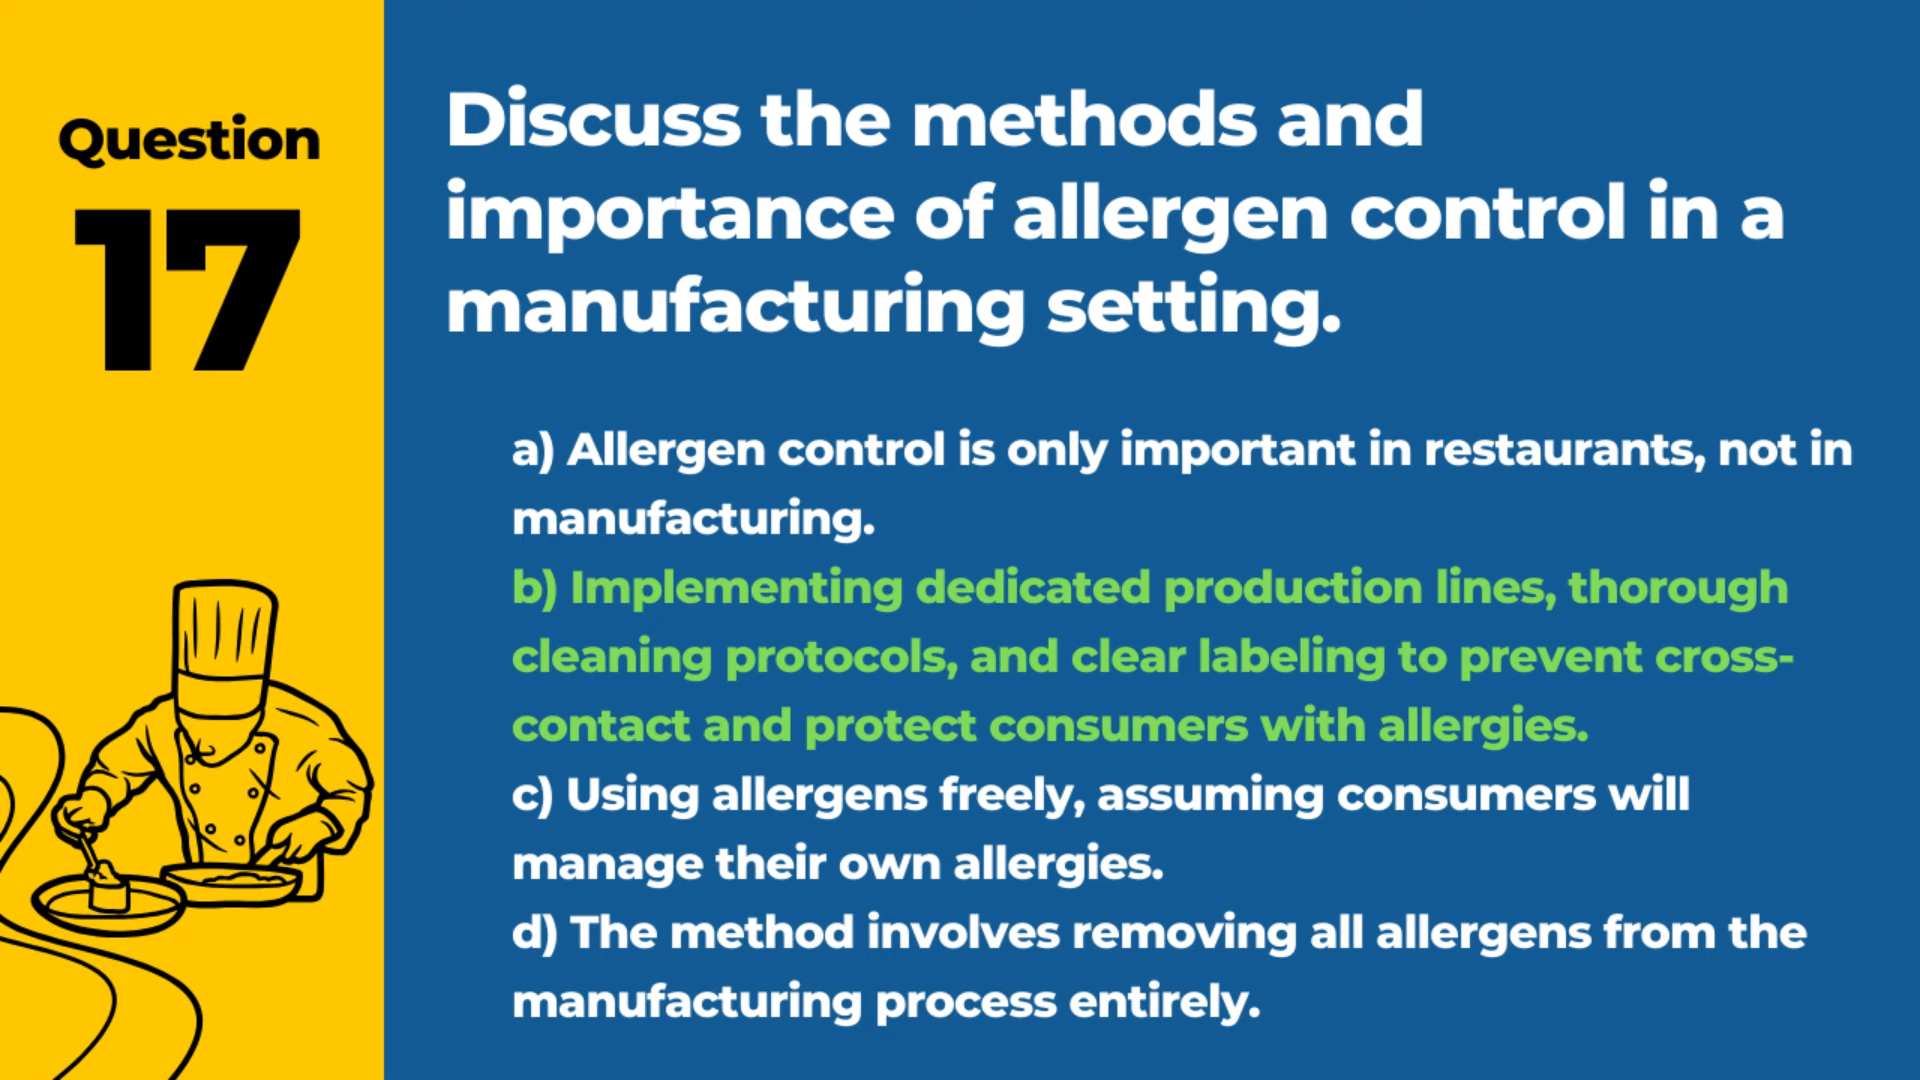 Question
17
Discuss the methods and
importance of allergen control in a
manufacturing setting.
a) Allergen control is only important in restaurants, not in
manufacturing.
b) Implementing dedicated production lines, thorough
cleaning protocols, and clear labeling to prevent cross-
contact and protect consumers with allergies.
c) Using allergens freely, assuming consumers will
manage their own allergies.
d) The method involves removing all allergens from the
manufacturing process entirely.